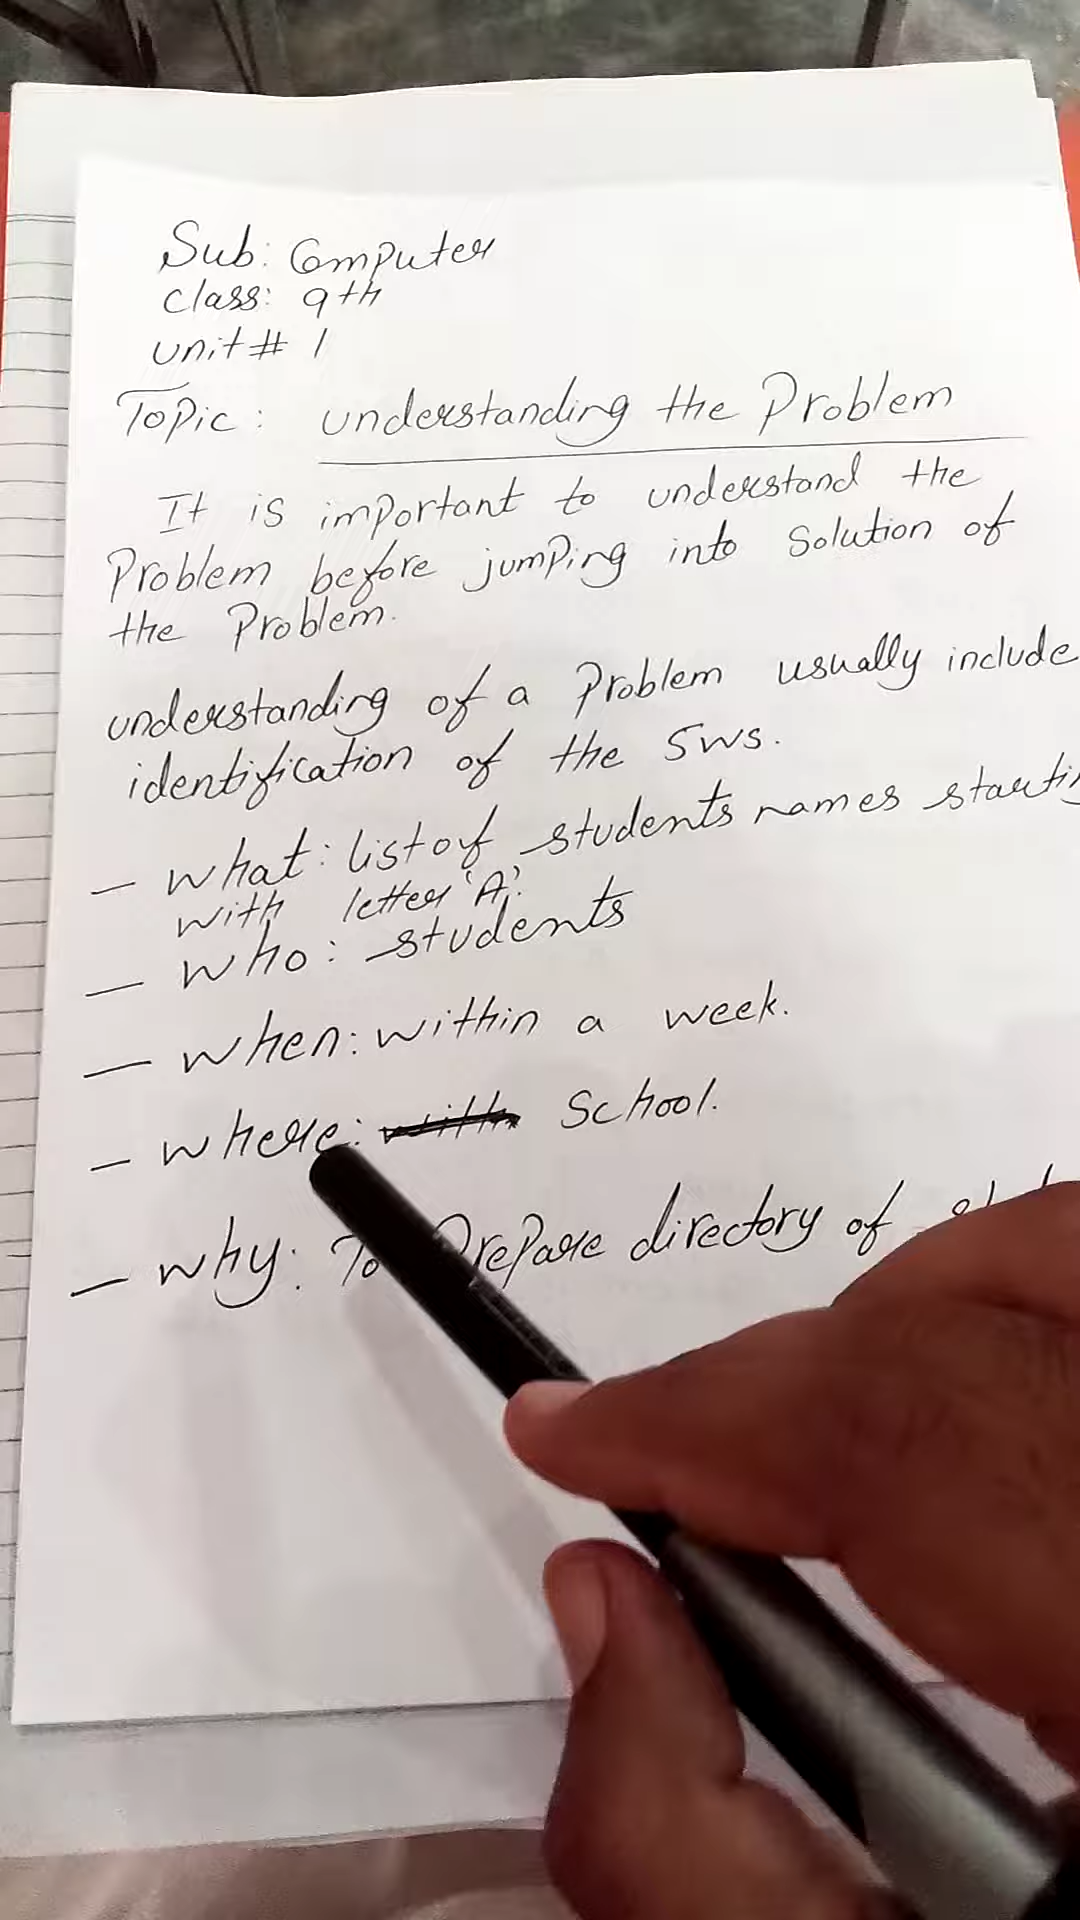 Sub: Computer
class: 9th
unit# 1
Topic: understanding the Problem
It is important to understand the
Problem before jumping into solution of
the Problem.
understanding of a Problem usually include
identification of the 5ws.
— what: list of students names starting
with letter 'A'.
— who: students
— when: within a week.
— where: with School.
— why: To Prepare directory of